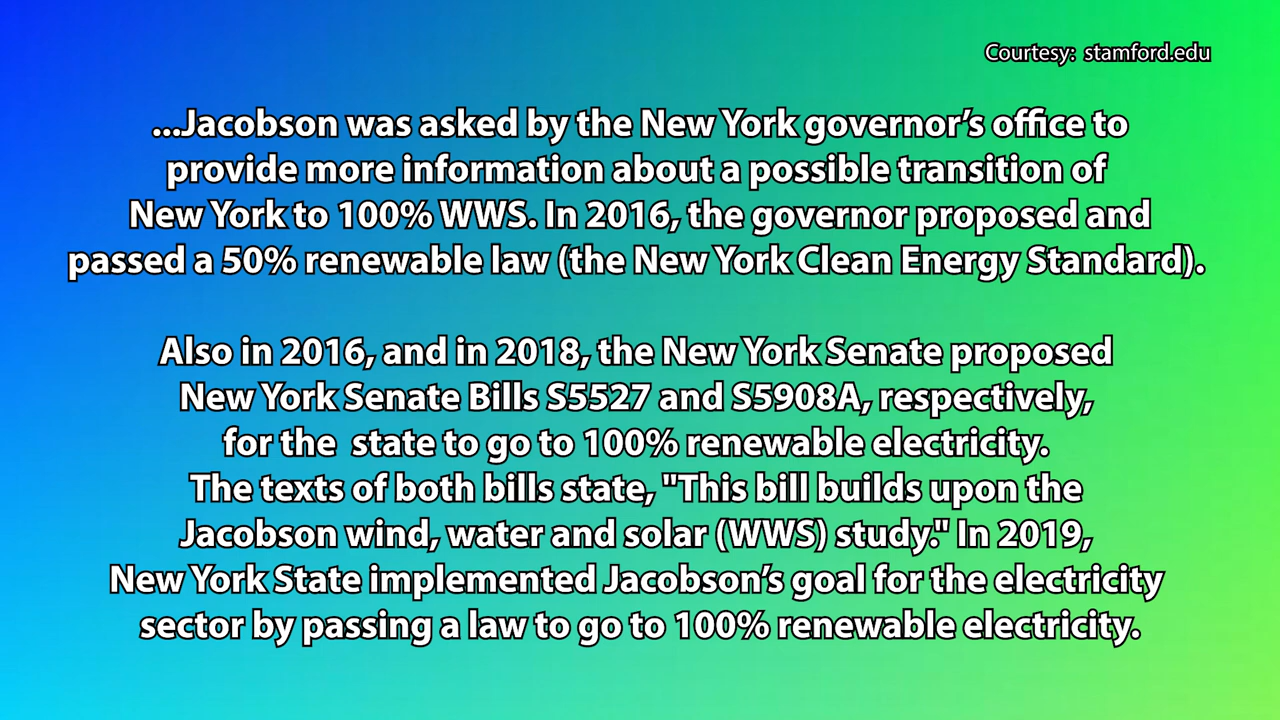 Courtesy: stamford.edu
...Jacobson was asked by the New York governor’s office to
provide more information about a possible transition of
New York to 100% WWS. In 2016, the governor proposed and
passed a 50% renewable law (the New York Clean Energy Standard).
Also in 2016, and in 2018, the New York Senate proposed
New York Senate Bills S5527 and S5908A, respectively,
for the  state to go to 100% renewable electricity.
The texts of both bills state, "This bill builds upon the
Jacobson wind, water and solar (WWS) study." In 2019,
New York State implemented Jacobson’s goal for the electricity
sector by passing a law to go to 100% renewable electricity.